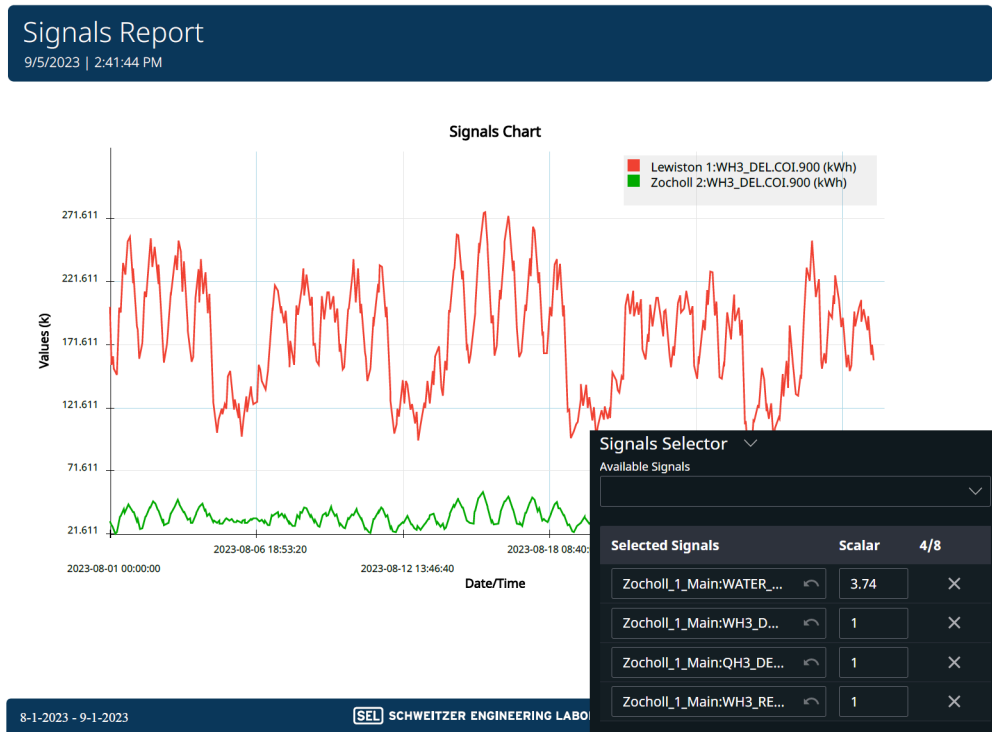 Signals Report
9/5/2023 | 2:41:44 PM
Signals Chart
Lewiston 1:WH3_DEL.COI.900 (kWh)
Zocholl 2:WH3_DEL.COI.900 (kWh)
Values (k)
271.611
221.611
171.611
121.611
71.611
21.611
2023-08-06 18:53:20
2023-08-18 08:40:
2023-08-01 00:00:00
2023-08-12 13:46:40
Date/Time
Signals Selector
Available Signals
Selected Signals Scalar 4/8
Zocholl_1_Main:WATER_... 3.74
Zocholl_1_Main:WH3_D... 1
Zocholl_1_Main:QH3_DE... 1
Zocholl_1_Main:WH3_RE... 1
8-1-2023 - 9-1-2023
SEL SCHWEITZER ENGINEERING LABO